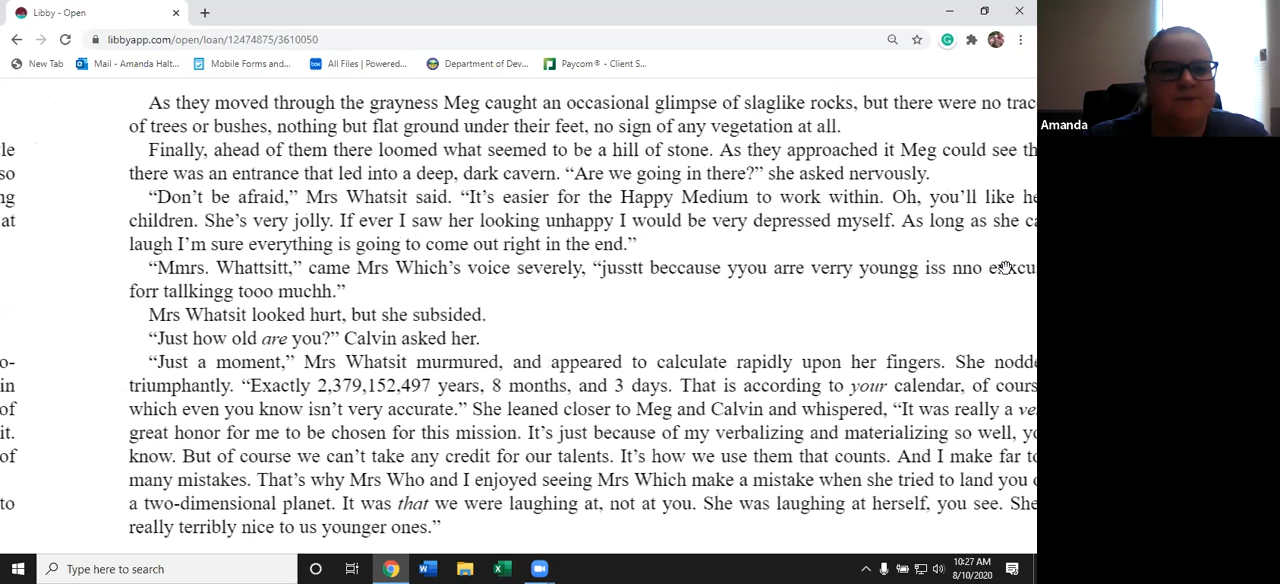 Libby - Open
libbyapp.com/open/loan/12474875/3610050
New Tab Mail - Amanda Halt... Mobile Forms and... box All Files | Powered... Department of Dev... Paycom® - Client S...
Amanda
As they moved through the grayness Meg caught an occasional glimpse of slaglike rocks, but there were no trac
of trees or bushes, nothing but flat ground under their feet, no sign of any vegetation at all.
Finally, ahead of them there loomed what seemed to be a hill of stone. As they approached it Meg could see th
there was an entrance that led into a deep, dark cavern. “Are we going in there?” she asked nervously.
“Don’t be afraid,” Mrs Whatsit said. “It’s easier for the Happy Medium to work within. Oh, you’ll like he
children. She’s very jolly. If ever I saw her looking unhappy I would be very depressed myself. As long as she ca
laugh I’m sure everything is going to come out right in the end.”
“Mmrs. Whattsitt,” came Mrs Which’s voice severely, “jusstt beccause yyou arre verry youngg iss nno
forr tallkingg tooo muchh.”
Mrs Whatsit looked hurt, but she subsided.
“Just how old are you?” Calvin asked her.
“Just a moment,” Mrs Whatsit murmured, and appeared to calculate rapidly upon her fingers. She nodde
triumphantly. “Exactly 2,379,152,497 years, 8 months, and 3 days. That is according to your calendar, of cours
which even you know isn’t very accurate.” She leaned closer to Meg and Calvin and whispered, “It was really a ve
great honor for me to be chosen for this mission. It’s just because of my verbalizing and materializing so well, yo
know. But of course we can’t take any credit for our talents. It’s how we use them that counts. And I make far to
many mistakes. That’s why Mrs Who and I enjoyed seeing Mrs Which make a mistake when she tried to land you o
a two-dimensional planet. It was that we were laughing at, not at you. She was laughing at herself, you see. She
really terribly nice to us younger ones.”
tle
so
ng
at
o-
in
of
it.
of
to
Type here to search
10:27 AM
8/10/2020